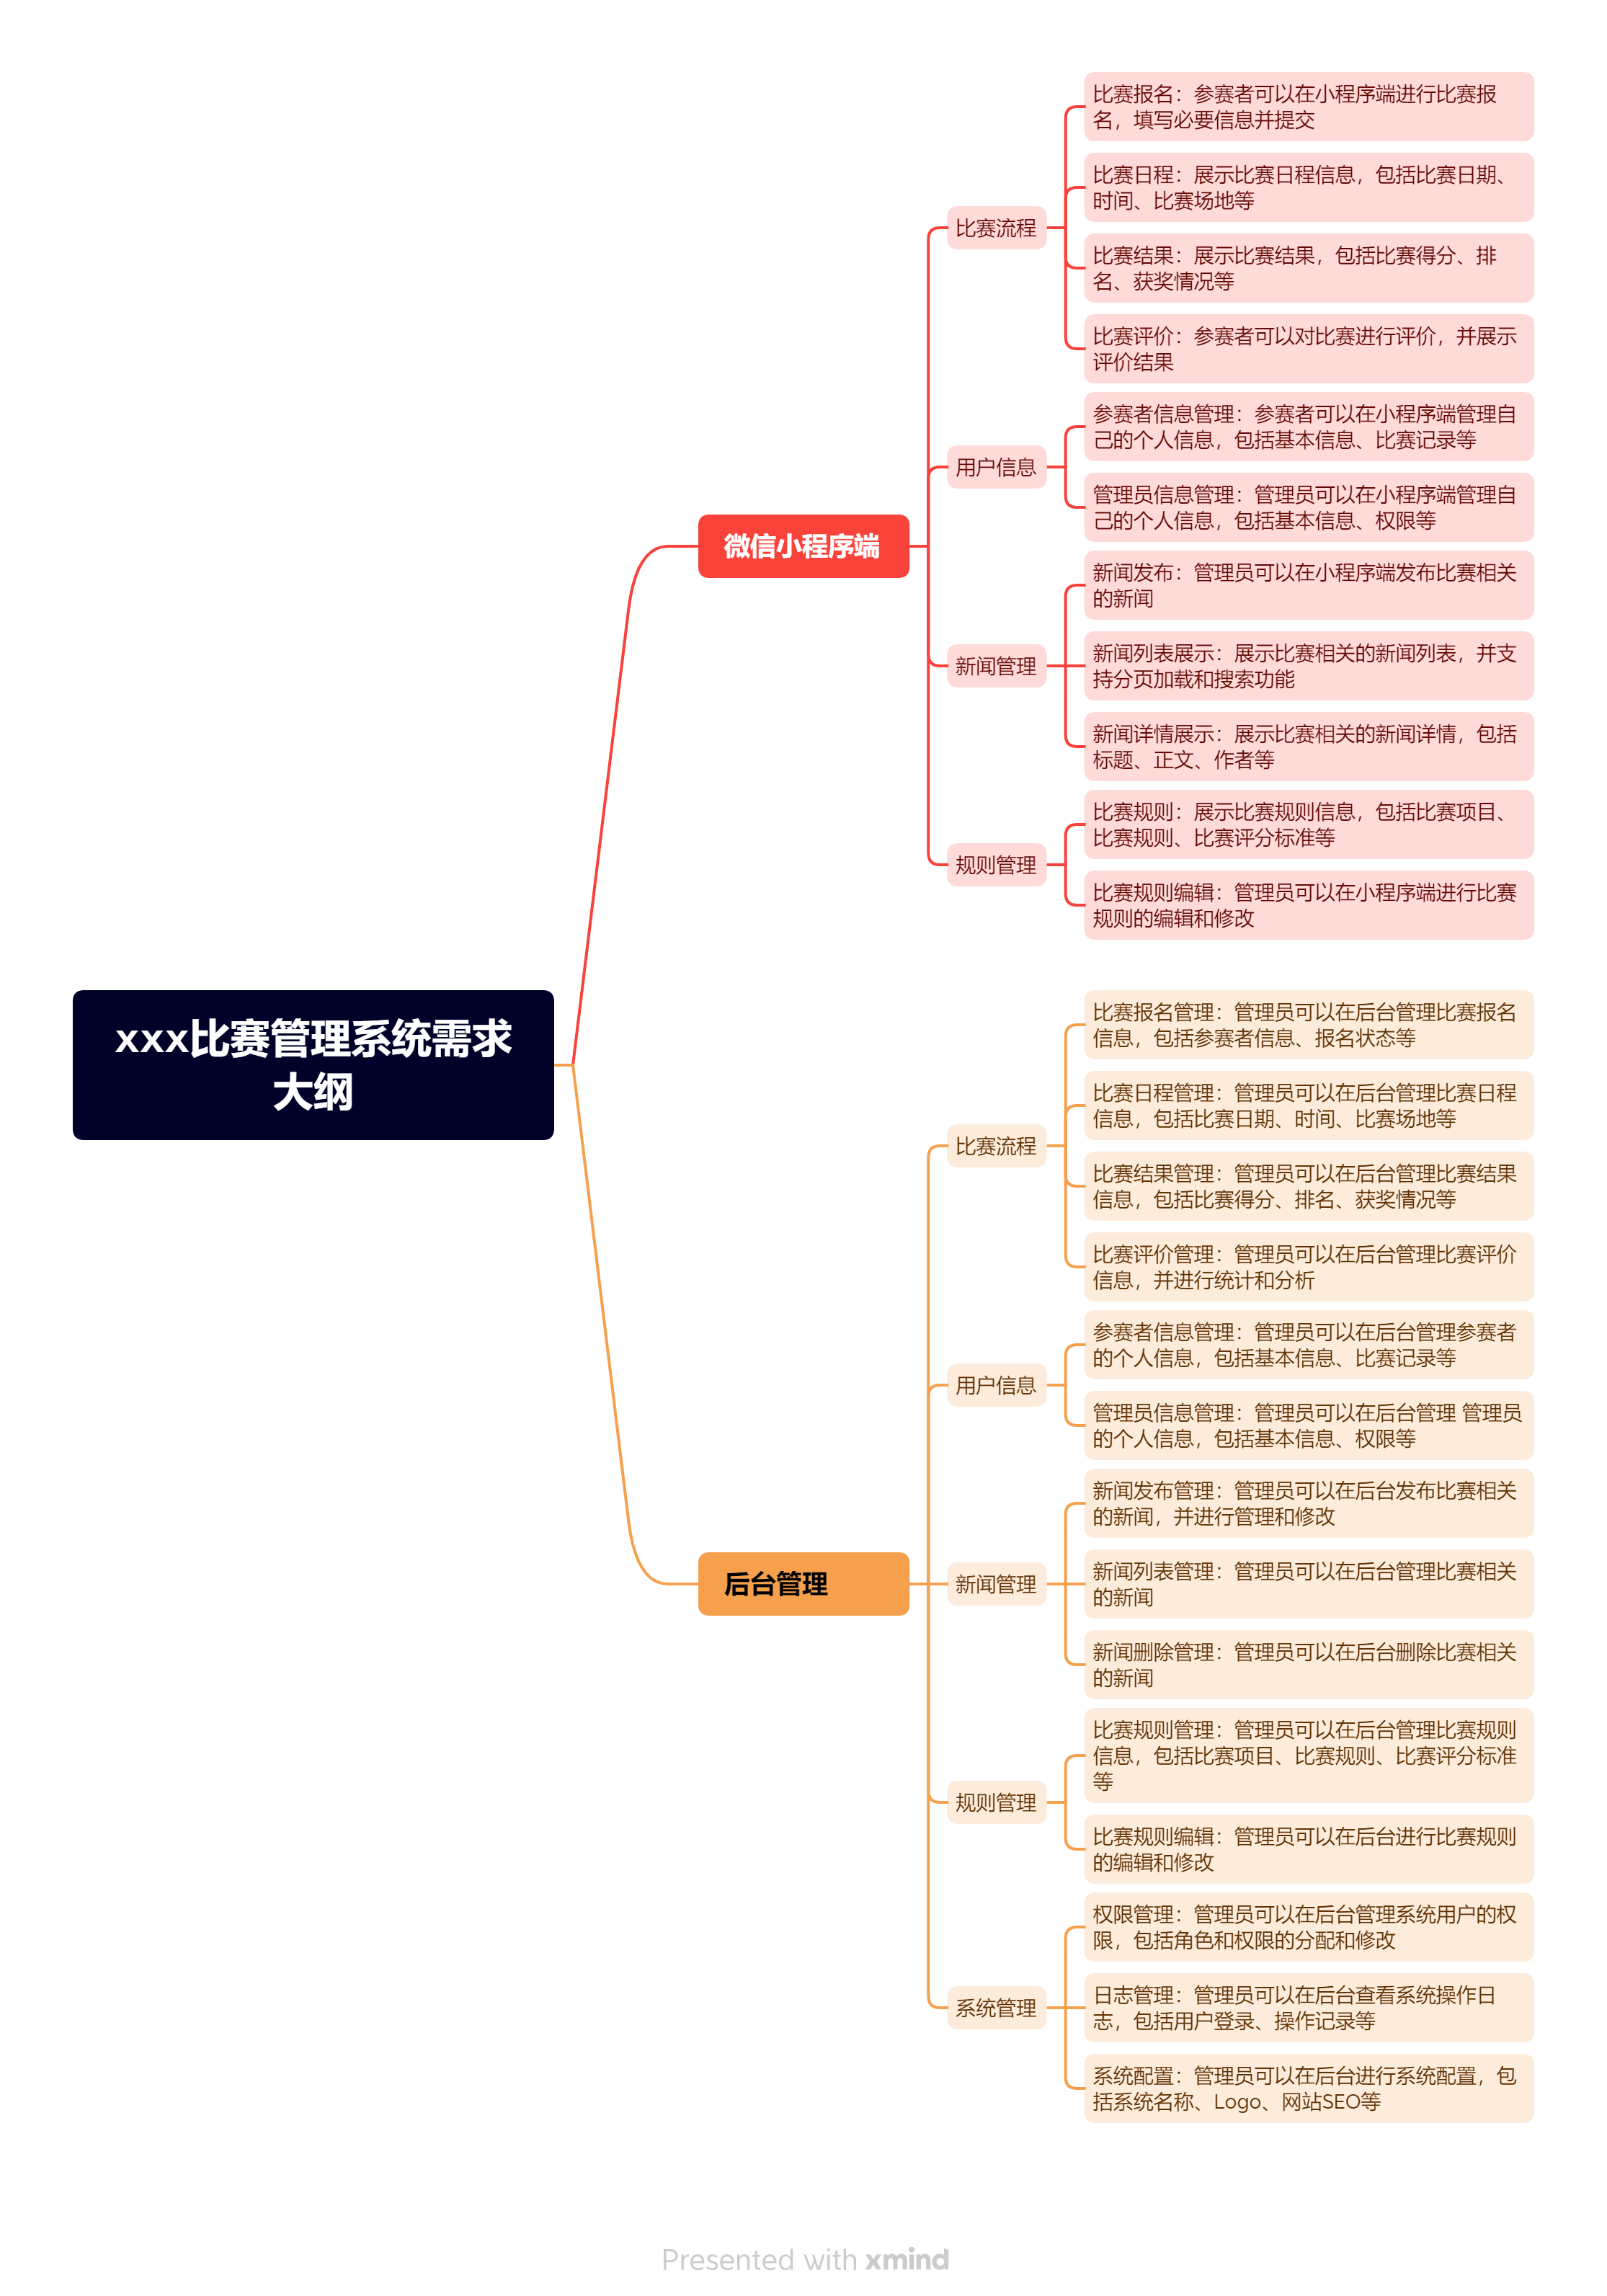 xxx比赛管理系统需求
大纲
微信小程序端
比赛流程
比赛报名：参赛者可以在小程序端进行比赛报
名，填写必要信息并提交
比赛日程：展示比赛日程信息，包括比赛日期、
时间、比赛场地等
比赛结果：展示比赛结果，包括比赛得分、排
名、获奖情况等
比赛评价：参赛者可以对比赛进行评价，并展示
评价结果
用户信息
参赛者信息管理：参赛者可以在小程序端管理自
己的个人信息，包括基本信息、比赛记录等
管理员信息管理：管理员可以在小程序端管理自
己的个人信息，包括基本信息、权限等
新闻管理
新闻发布：管理员可以在小程序端发布比赛相关
的新闻
新闻列表展示：展示比赛相关的新闻列表，并支
持分页加载和搜索功能
新闻详情展示：展示比赛相关的新闻详情，包括
标题、正文、作者等
规则管理
比赛规则：展示比赛规则信息，包括比赛项目、
比赛规则、比赛评分标准等
比赛规则编辑：管理员可以在小程序端进行比赛
规则的编辑和修改
后台管理
比赛流程
比赛报名管理：管理员可以在后台管理比赛报名
信息，包括参赛者信息、报名状态等
比赛日程管理：管理员可以在后台管理比赛日程
信息，包括比赛日期、时间、比赛场地等
比赛结果管理：管理员可以在后台管理比赛结果
信息，包括比赛得分、排名、获奖情况等
比赛评价管理：管理员可以在后台管理比赛评价
信息，并进行统计和分析
用户信息
参赛者信息管理：管理员可以在后台管理参赛者
的个人信息，包括基本信息、比赛记录等
管理员信息管理：管理员可以在后台管理 管理员
的个人信息，包括基本信息、权限等
新闻管理
新闻发布管理：管理员可以在后台发布比赛相关
的新闻，并进行管理和修改
新闻列表管理：管理员可以在后台管理比赛相关
的新闻
新闻删除管理：管理员可以在后台删除比赛相关
的新闻
规则管理
比赛规则管理：管理员可以在后台管理比赛规则
信息，包括比赛项目、比赛规则、比赛评分标准
等
比赛规则编辑：管理员可以在后台进行比赛规则
的编辑和修改
系统管理
权限管理：管理员可以在后台管理系统用户的权
限，包括角色和权限的分配和修改
日志管理：管理员可以在后台查看系统操作日
志，包括用户登录、操作记录等
系统配置：管理员可以在后台进行系统配置，包
括系统名称、Logo、网站SEO等
Presented with xmind